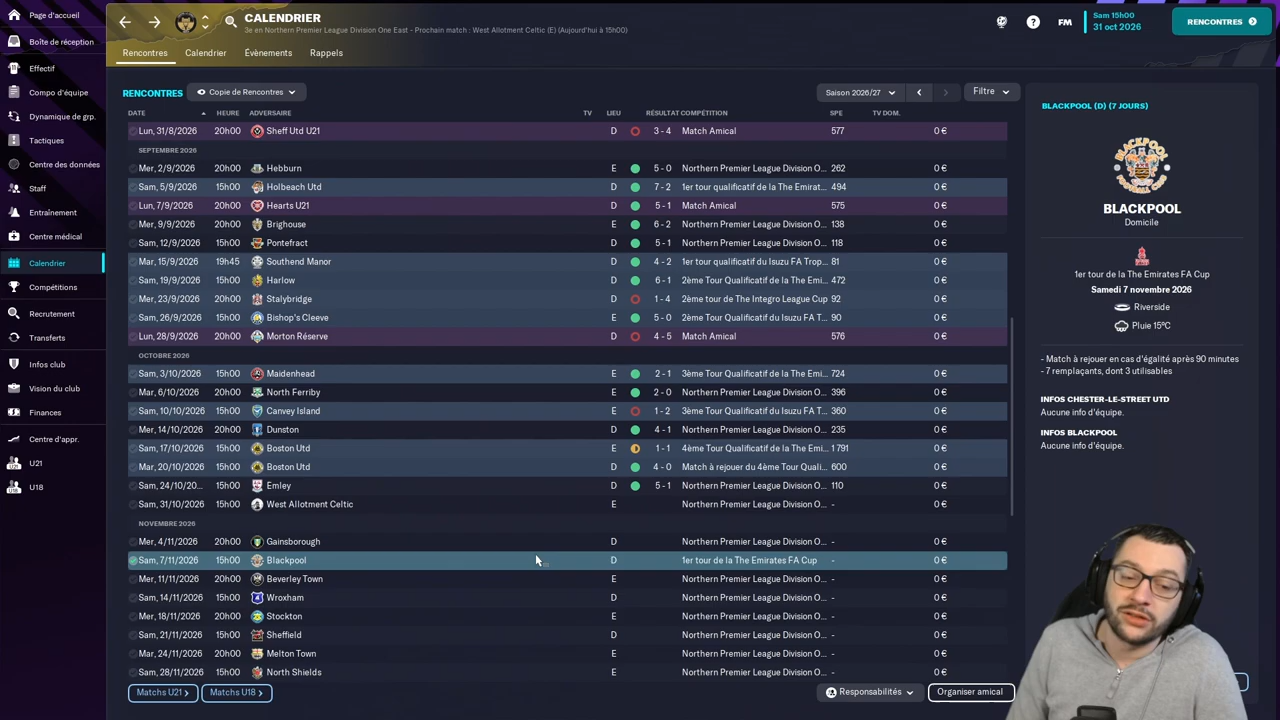 CALENDRIER
3e en Northern Premier League Division One East - Prochain match : West Allotment Celtic (E) (Aujourd'hui à 15h00)
FM
Sam 15h00
31 oct 2026
RENCONTRES
Page d'accueil
Boîte de réception
Effectif
Compo d'équipe
Dynamique de grp.
Tactiques
Centre des données
Staff
Entraînement
Centre médical
Calendrier
Compétitions
Recrutement
Transferts
Infos club
Vision du club
Finances
Centre d'appr.
U21
U18
Rencontres Calendrier Évènements Rappels
RENCONTRES Copie de Rencontres Saison 2026/27 Filtre
DATE HEURE ADVERSAIRE TV LIEU RÉSULTAT COMPÉTITION SPE TV DOM.
Lun, 31/8/2026 20h00 Sheff Utd U21 D 3 - 4 Match Amical 577 0 €
SEPTEMBRE 2026
Mer, 2/9/2026 20h00 Hebburn E 5 - 0 Northern Premier League Division O... 262 0 €
Sam, 5/9/2026 15h00 Holbeach Utd D 7 - 2 1er tour qualificatif de la The Emirat... 494 0 €
Lun, 7/9/2026 20h00 Hearts U21 D 5 - 1 Match Amical 575 0 €
Mer, 9/9/2026 20h00 Brighouse E 6 - 2 Northern Premier League Division O... 138 0 €
Sam, 12/9/2026 15h00 Pontefract D 5 - 1 Northern Premier League Division O... 118 0 €
Mar, 15/9/2026 19h45 Southend Manor D 4 - 2 1er tour qualificatif du Isuzu FA Trop... 81 0 €
Sam, 19/9/2026 15h00 Harlow D 6 - 1 2ème Tour Qualificatif de la The Emi... 472 0 €
Mer, 23/9/2026 20h00 Stalybridge D 1 - 4 2ème tour de The Integro League Cup 92 0 €
Sam, 26/9/2026 15h00 Bishop's Cleeve E 5 - 0 2ème Tour Qualificatif du Isuzu FA T... 90 0 €
Lun, 28/9/2026 20h00 Morton Réserve D 4 - 5 Match Amical 576 0 €
OCTOBRE 2026
Sam, 3/10/2026 15h00 Maidenhead E 2 - 1 3ème Tour Qualificatif de la The Emi... 724 0 €
Mar, 6/10/2026 20h00 North Ferriby E 2 - 0 Northern Premier League Division O... 396 0 €
Sam, 10/10/2026 15h00 Canvey Island E 1 - 2 3ème Tour Qualificatif du Isuzu FA T... 360 0 €
Mer, 14/10/2026 20h00 Dunston D 4 - 1 Northern Premier League Division O... 235 0 €
Sam, 17/10/2026 15h00 Boston Utd E 1 - 1 4ème Tour Qualificatif de la The Emi... 1 791 0 €
Mar, 20/10/2026 15h00 Boston Utd D 4 - 0 Match à rejouer du 4ème Tour Quali... 600 0 €
Sam, 24/10/20... 15h00 Emley D 5 - 1 Northern Premier League Division O... 110 0 €
Sam, 31/10/2026 15h00 West Allotment Celtic E Northern Premier League Division O... - 0 €
NOVEMBRE 2026
Mer, 4/11/2026 20h00 Gainsborough D Northern Premier League Division O... - 0 €
Sam, 7/11/2026 15h00 Blackpool D 1er tour de la The Emirates FA Cup - 0 €
Mer, 11/11/2026 20h00 Beverley Town E Northern Premier League Division O... - 0 €
Sam, 14/11/2026 15h00 Wroxham D Northern Premier League Division O... - 0 €
Mer, 18/11/2026 20h00 Stockton E Northern Premier League Division O... - 0 €
Sam, 21/11/2026 15h00 Sheffield D Northern Premier League Division O... - 0 €
Mar, 24/11/2026 20h00 Melton Town E Northern Premier League Division O... - 0 €
Sam, 28/11/2026 15h00 North Shields E Northern Premier League Division O... - 0 €
Matchs U21 Matchs U18 Responsabilités Organiser amical
BLACKPOOL (D) (7 JOURS)
BLACKPOOL
Domicile
1er tour de la The Emirates FA Cup
Samedi 7 novembre 2026
Riverside
Pluie 15ºC
- Match à rejouer en cas d'égalité après 90 minutes
- 7 remplaçants, dont 3 utilisables
INFOS CHESTER-LE-STREET UTD
Aucune info d'équipe.
INFOS BLACKPOOL
Aucune info d'équipe.